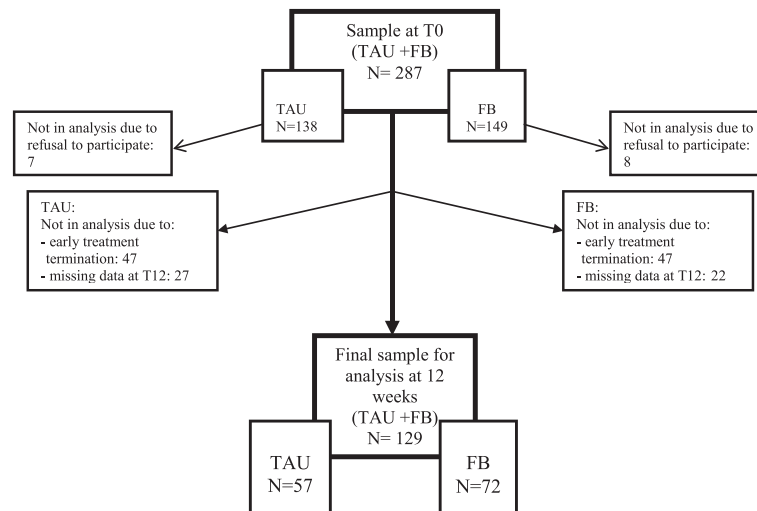 Sample at T0
(TAU +FB)
N= 287
TAU
N=138
FB
N=149
Not in analysis due to
refusal to participate:
7
Not in analysis due to
refusal to participate:
8
TAU:
Not in analysis due to:
- early treatment
termination: 47
- missing data at T12: 27
FB:
Not in analysis due to:
- early treatment
termination: 47
- missing data at T12: 22
Final sample for
analysis at 12
weeks
(TAU +FB)
N= 129
TAU
N=57
FB
N=72